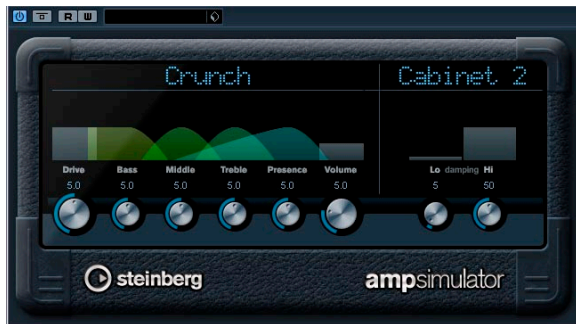 R W
Crunch Cabinet 2
Drive Bass Middle Treble Presence Volume Lo damping Hi
5.0 5.0 5.0 5.0 5.0 5.0 5 50
steinberg ampsimulator